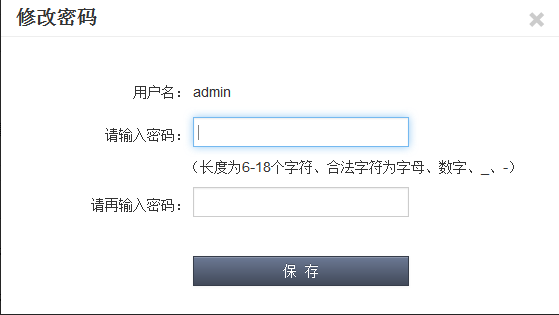 修改密码
用户名：admin
请输入密码：
（长度为6-18个字符、合法字符为字母、数字、_、-）
请再输入密码：
保 存